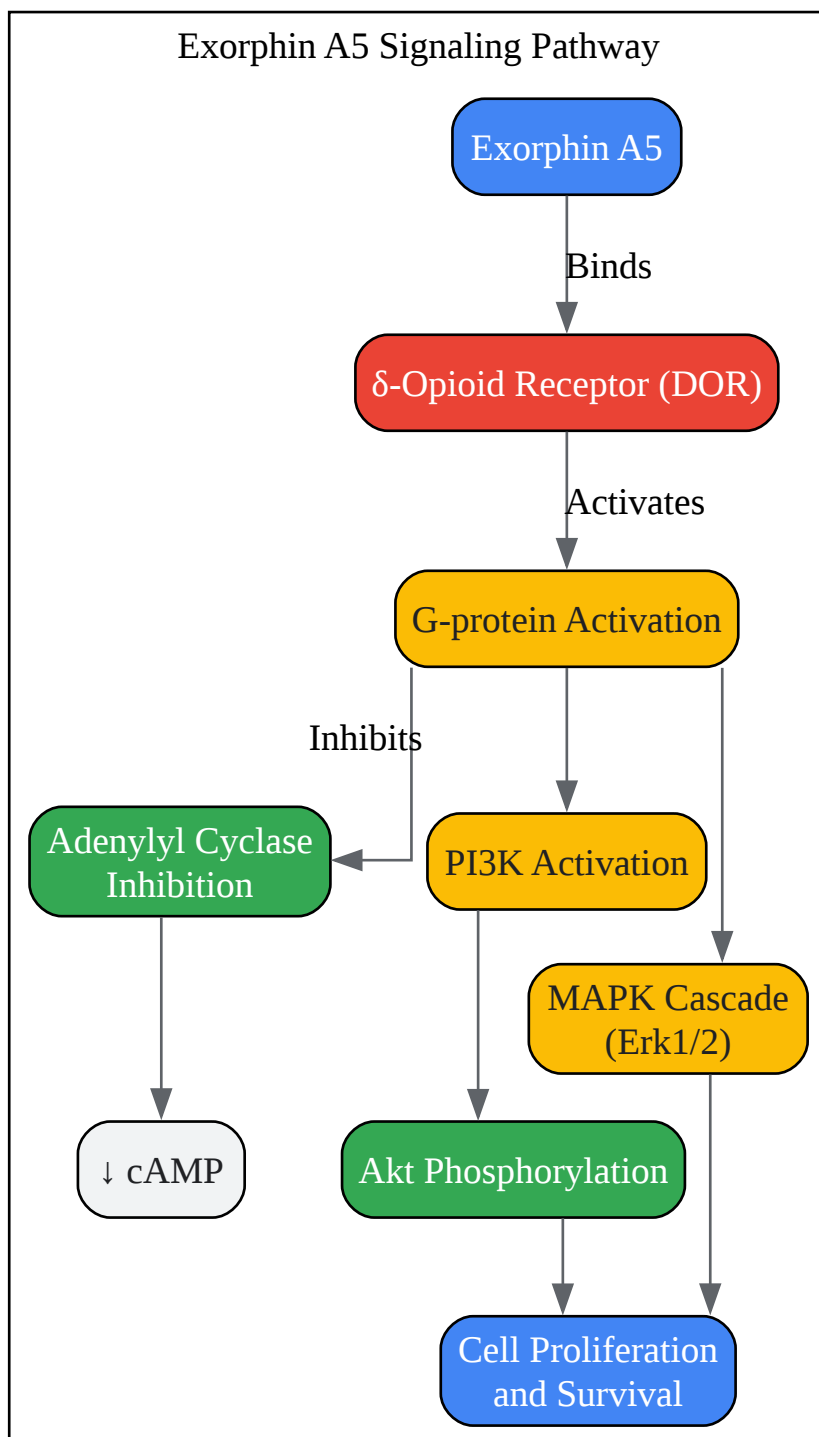 Exorphin A5 Signaling Pathway
Exorphin A5
Binds
δ-Opioid Receptor (DOR)
Activates
G-protein Activation
Inhibits
Adenylyl Cyclase
Inhibition
PI3K Activation
MAPK Cascade
(Erk1/2)
↓ cAMP
Akt Phosphorylation
Cell Proliferation
and Survival